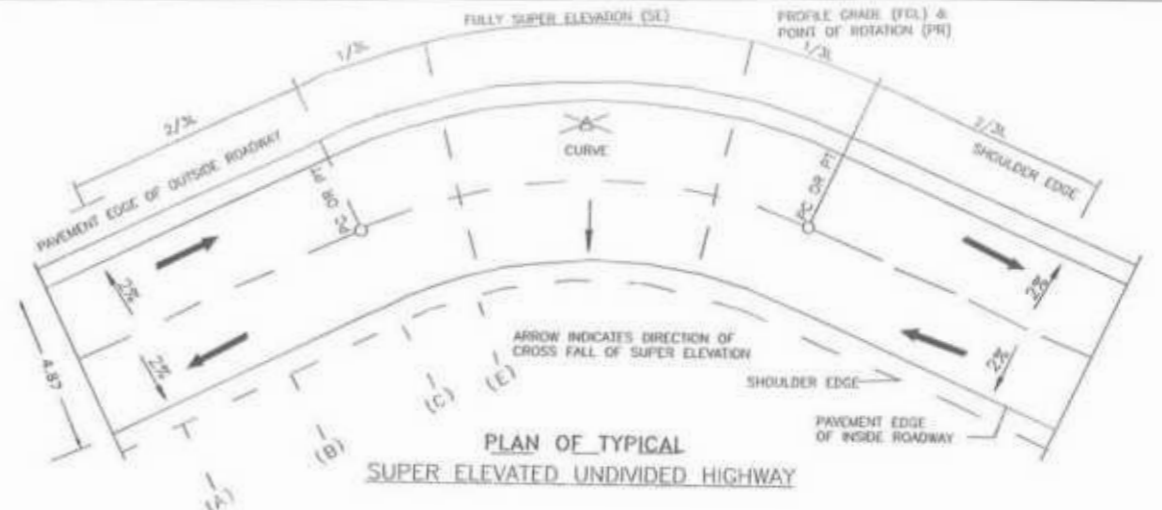 FULLY SUPER ELEVATION (SE)
PROFILE GRADE (FGL) &
POINT OF ROTATION (PR)
1/3L
1/3L
2/3L
2/3L
PAVEMENT EDGE OF OUTSIDE ROADWAY
SHOULDER EDGE
CURVE
PC OR PT
PC OR PT
2%
2%
2%
2%
4.87
ARROW INDICATES DIRECTION OF
CROSS FALL OF SUPER ELEVATION
SHOULDER EDGE
PAVEMENT EDGE
OF INSIDE ROADWAY
(E)
(C)
(B)
(A)
PLAN OF TYPICAL
SUPER ELEVATED UNDIVIDED HIGHWAY